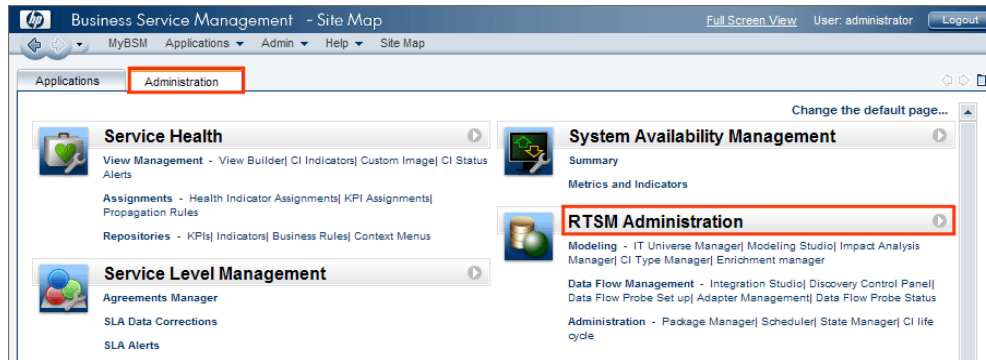 hp Business Service Management - Site Map
Full Screen View User: administrator Logout
MyBSM Applications Admin Help Site Map
Applications Administration
Change the default page...
Service Health
View Management - View Builder| CI Indicators| Custom Image| CI Status
Alerts
Assignments - Health Indicator Assignments| KPI Assignments|
Propagation Rules
Repositories - KPIs| Indicators| Business Rules| Context Menus
Service Level Management
Agreements Manager
SLA Data Corrections
SLA Alerts
System Availability Management
Summary
Metrics and Indicators
RTSM Administration
Modeling - IT Universe Manager| Modeling Studio| Impact Analysis
Manager| CI Type Manager| Enrichment manager
Data Flow Management - Integration Studio| Discovery Control Panel|
Data Flow Probe Set up| Adapter Management| Data Flow Probe Status
Administration - Package Manager| Scheduler| State Manager| CI life
cycle